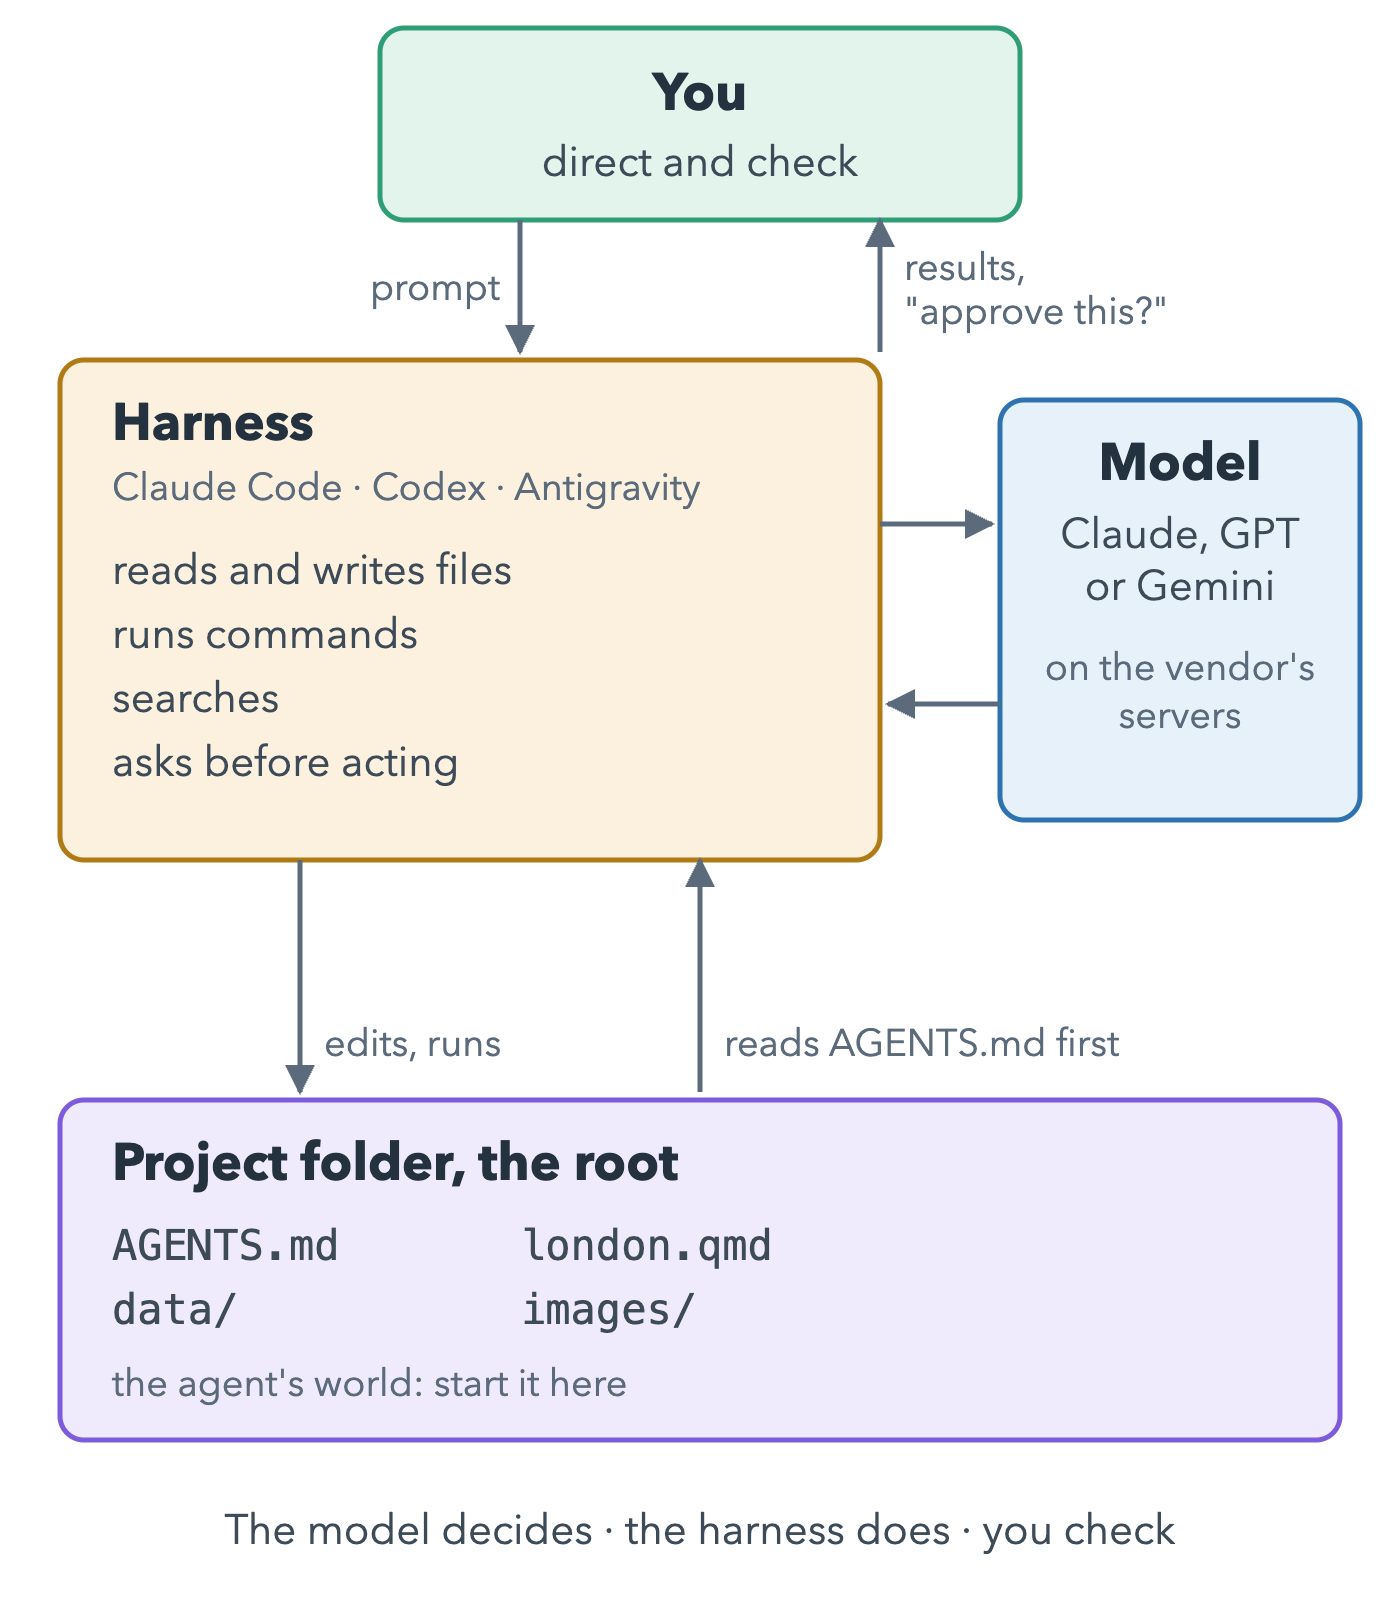 You
direct and check
prompt
results,
"approve this?"
Harness
Claude Code · Codex · Antigravity
reads and writes files
runs commands
searches
asks before acting
Model
Claude, GPT
or Gemini
on the vendor's
servers
edits, runs
reads AGENTS.md first
Project folder, the root
AGENTS.md london.qmd
data/ images/
the agent's world: start it here
The model decides · the harness does · you check